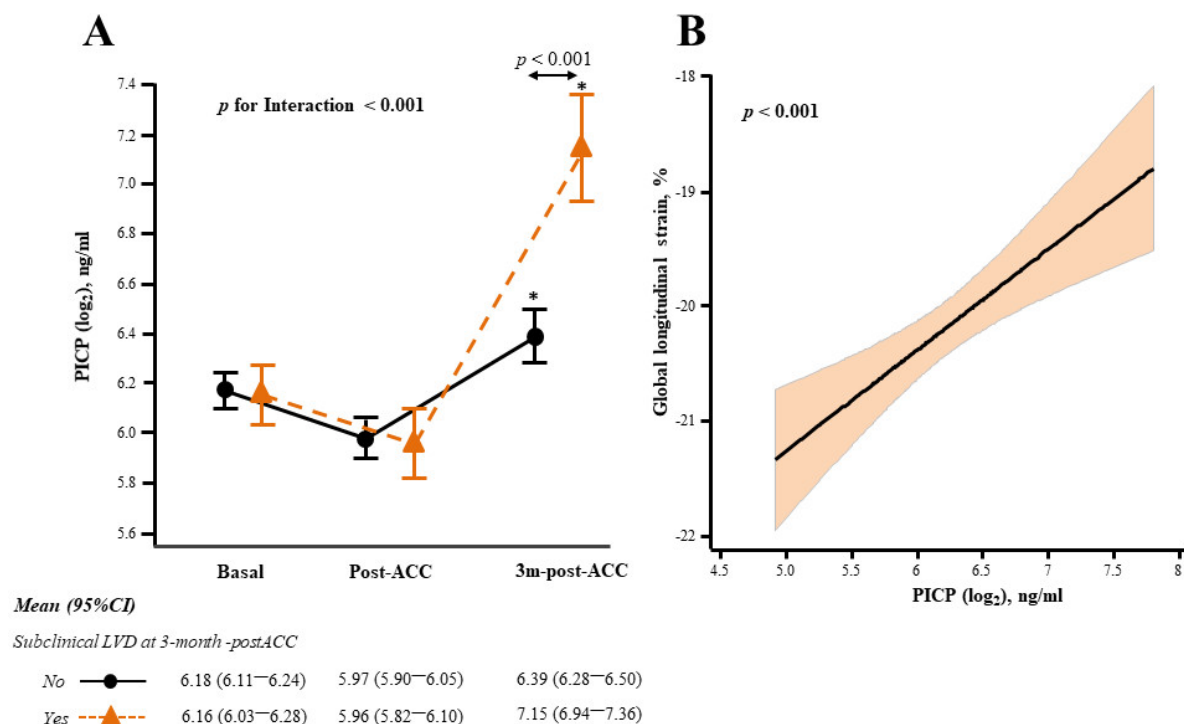 A
p < 0.001
*
7.4
p for Interaction < 0.001
7.2
7.0
6.8
6.6
*
6.4
6.2
6.0
5.8
5.6
PICP (log₂), ng/ml
Basal Post-ACC 3m-post-ACC
B
-18
p < 0.001
-19
-20
-21
-22
Global longitudinal strain, %
4.5 5.0 5.5 6 6.5 7 7.5 8
PICP (log₂), ng/ml
Mean (95%CI)
Subclinical LVD at 3-month -postACC
No 6.18 (6.11—6.24) 5.97 (5.90—6.05) 6.39 (6.28—6.50)
Yes 6.16 (6.03—6.28) 5.96 (5.82—6.10) 7.15 (6.94—7.36)